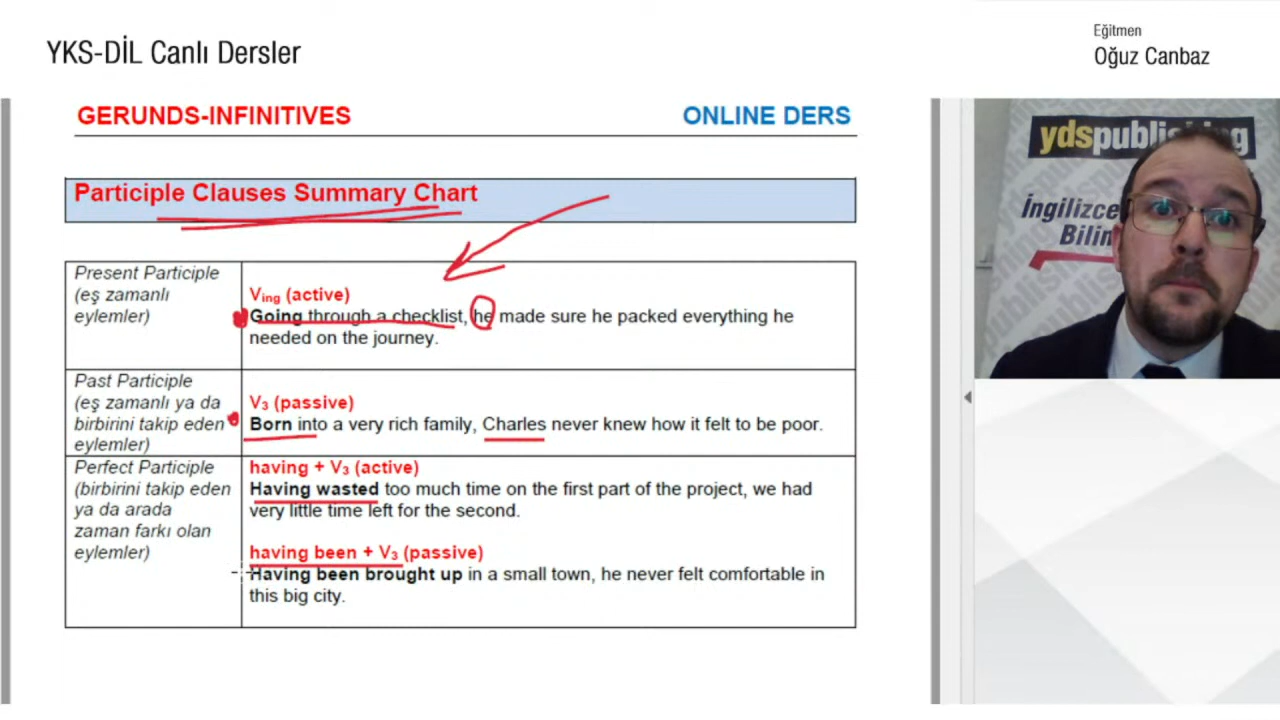 YKS-DİL Canlı Dersler
Eğitmen
Oğuz Canbaz
GERUNDS-INFINITIVES
ONLINE DERS
Participle Clauses Summary Chart
Present Participle
(eş zamanlı
eylemler)
Ving (active)
Going through a checklist, he made sure he packed everything he
needed on the journey.
Past Participle
(eş zamanlı ya da
birbirini takip eden
eylemler)
V3 (passive)
Born into a very rich family, Charles never knew how it felt to be poor.
Perfect Participle
(birbirini takip eden
ya da arada
zaman farkı olan
eylemler)
having + V3 (active)
Having wasted too much time on the first part of the project, we had
very little time left for the second.
having been + V3 (passive)
Having been brought up in a small town, he never felt comfortable in
this big city.
ydspublishing
İngilizce